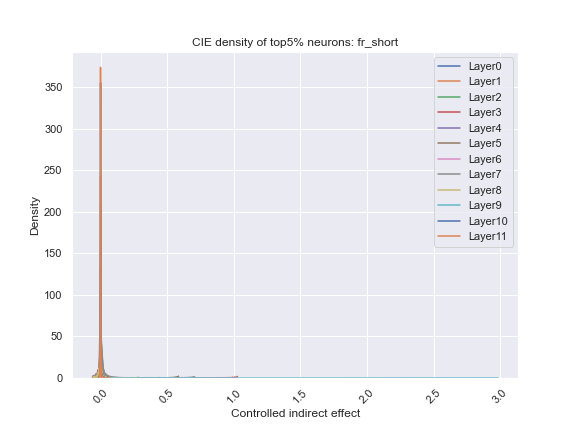 CIE density of top5% neurons: fr_short
Layer0
Layer1
Layer2
Layer3
Layer4
Layer5
Layer6
Layer7
Layer8
Layer9
Layer10
Layer11
350
300
250
200
150
100
50
0
Density
0.0 0.5 1.0 1.5 2.0 2.5 3.0
Controlled indirect effect